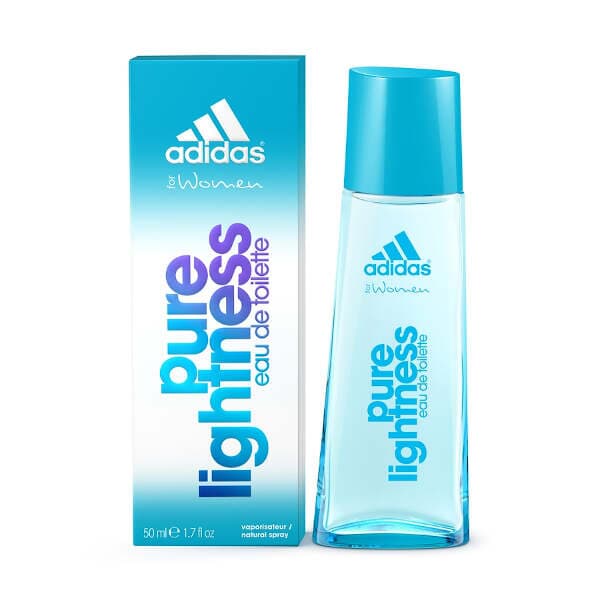 adidas®
for Women
pure
lightness
eau de toilette
50 ml ℮ 1.7 fl oz
vaporisateur /
natural spray
adidas
for Women
pure
lightness
eau de toilette